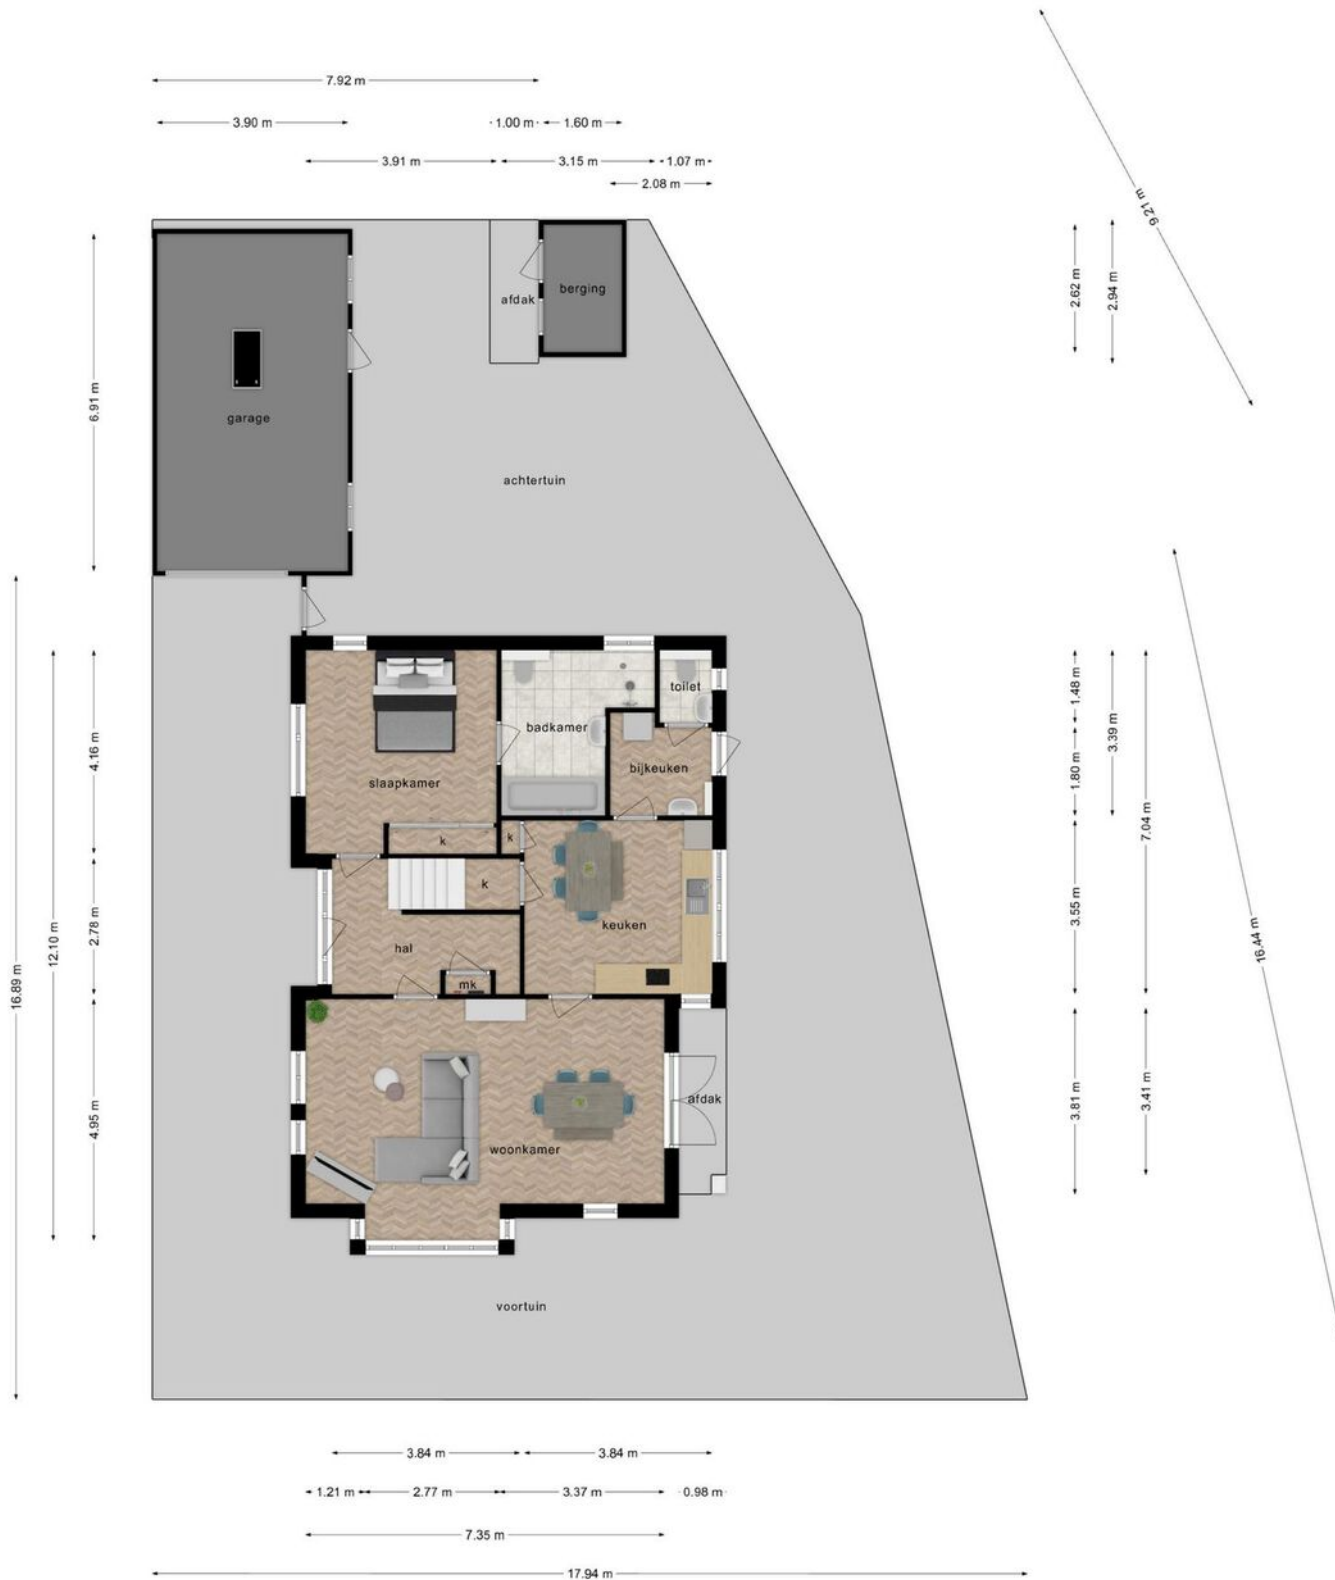 7.92 m
3.90 m
1.00 m
1.60 m
3.91 m
3.15 m
1.07 m
2.08 m
9.21 m
2.62 m
2.94 m
afdak
berging
6.91 m
garage
achtertuin
toilet
1.48 m
badkamer
3.39 m
4.16 m
slaapkamer
bijkeuken
1.80 m
k
k
7.04 m
k
keuken
3.55 m
2.78 m
12.10 m
16.89 m
hal
mk
16.44 m
afdak
3.81 m
3.41 m
4.95 m
woonkamer
voortuin
3.84 m
3.84 m
1.21 m
2.77 m
3.37 m
0.98 m
7.35 m
17.94 m